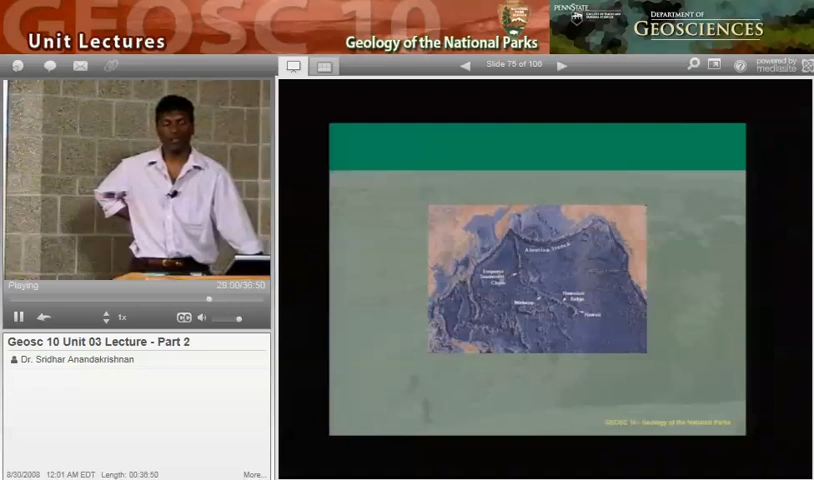 GEOSC 10
Unit Lectures
Geology of the National Parks
PENNSTATE
DEPARTMENT OF
GEOSCIENCES
Slide 75 of 106
powered by
mediasite
Aleutian Trench
Emperor
Seamount
Chain
Midway
Hawaiian
Ridge
Hawaii
GEOSC 10 - Geology of the National Parks
Playing
28:00/36:50
1x
CC
Geosc 10 Unit 03 Lecture - Part 2
Dr. Sridhar Anandakrishnan
8/30/2008 12:01 AM EDT Length: 00:36:50
More...